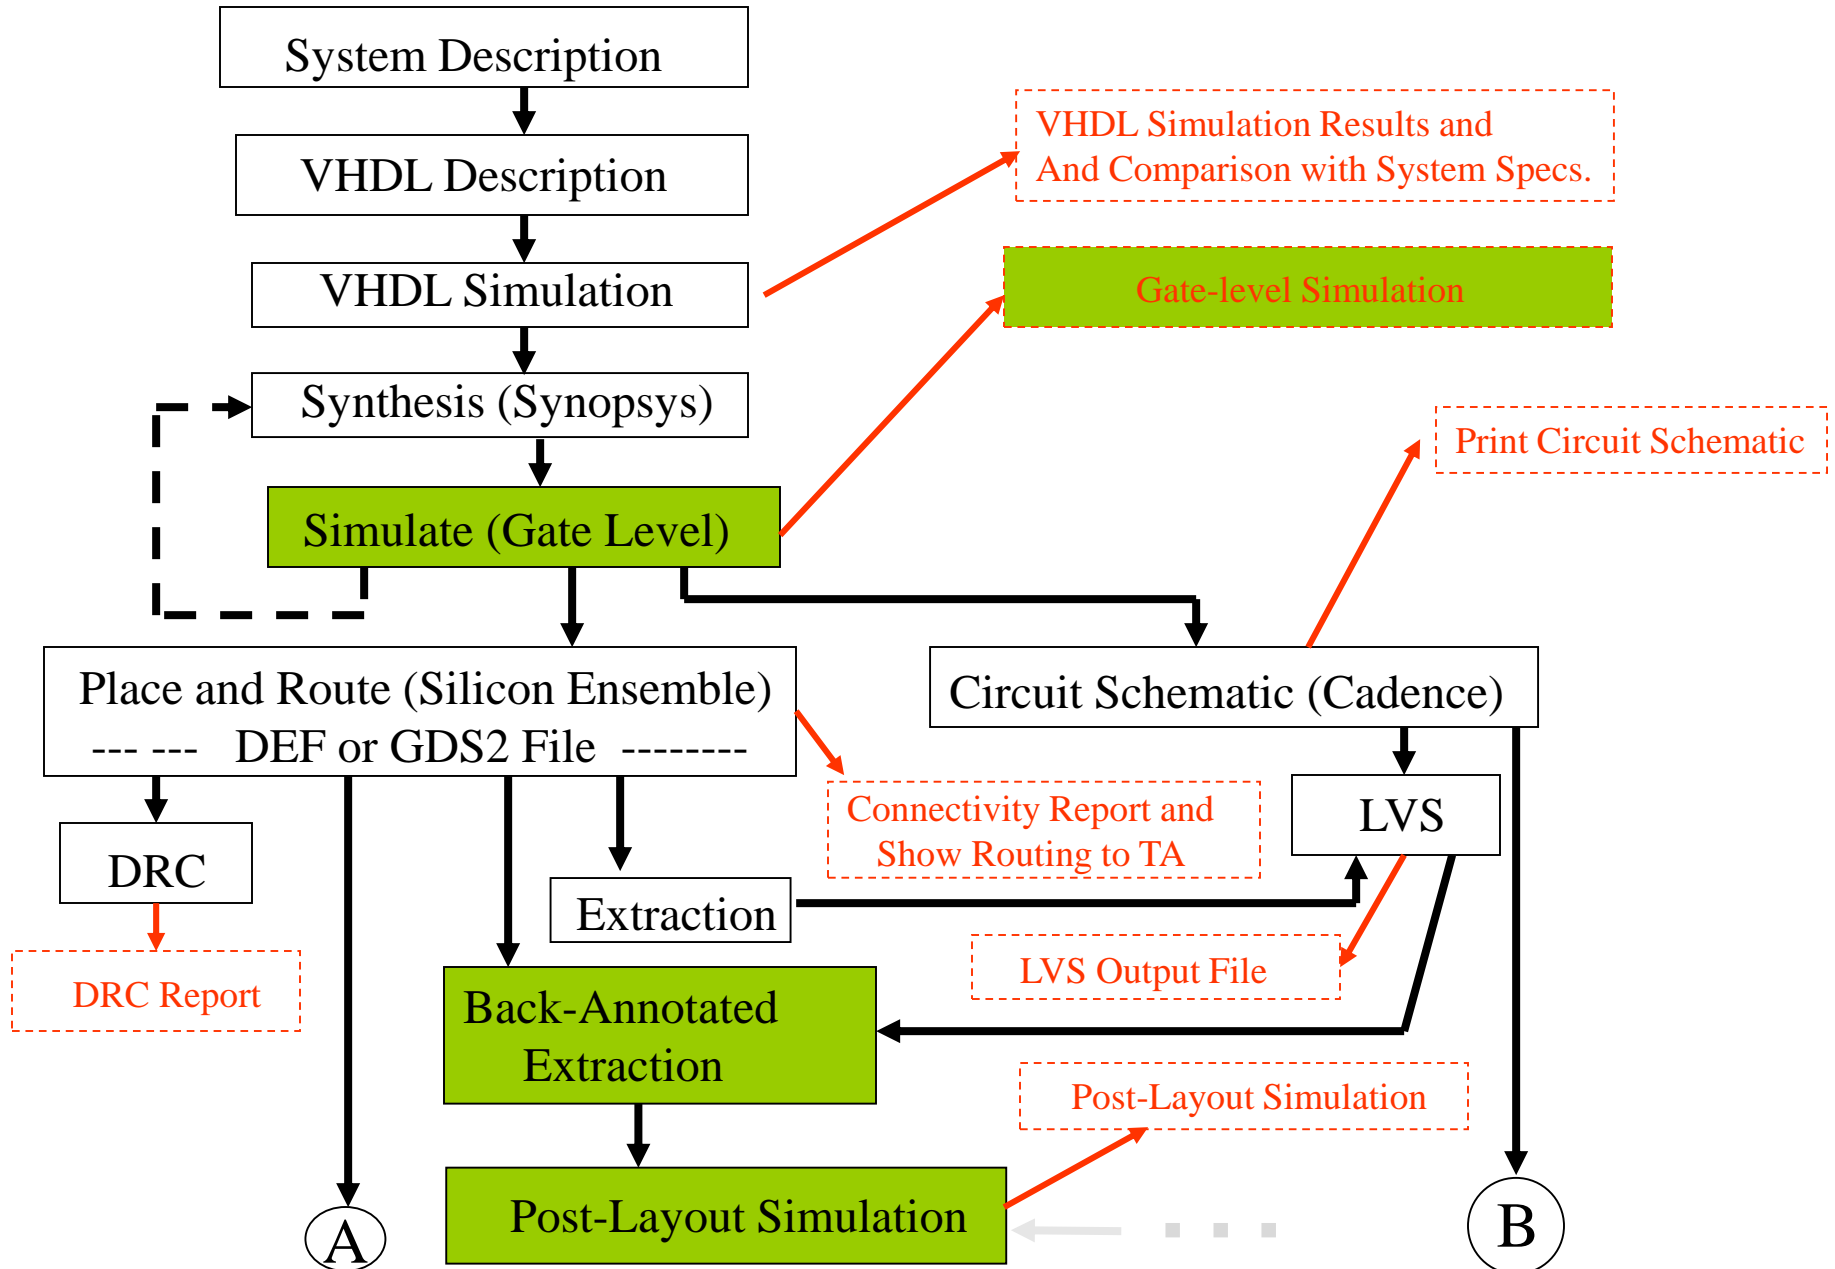 System Description
VHDL Description
VHDL Simulation Results and
And Comparison with System Specs.
VHDL Simulation
Gate-level Simulation
Synthesis (Synopsys)
Print Circuit Schematic
Simulate (Gate Level)
Place and Route (Silicon Ensemble)
--- --- DEF or GDS2 File --------
Circuit Schematic (Cadence)
Connectivity Report and
Show Routing to TA
LVS
DRC
Extraction
DRC Report
LVS Output File
Back-Annotated
Extraction
Post-Layout Simulation
Post-Layout Simulation
A
B